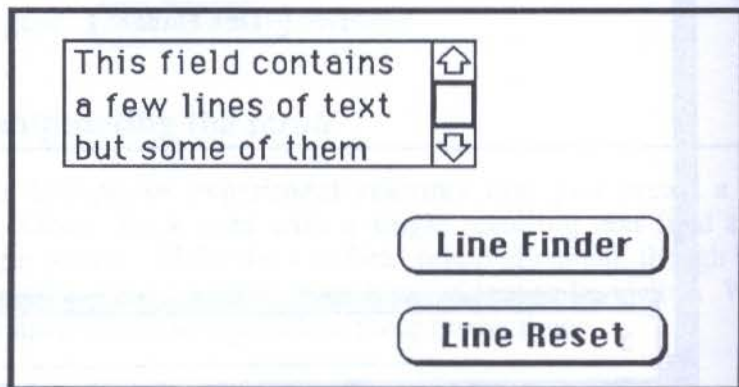 This field contains
a few lines of text
but some of them
Line Finder
Line Reset